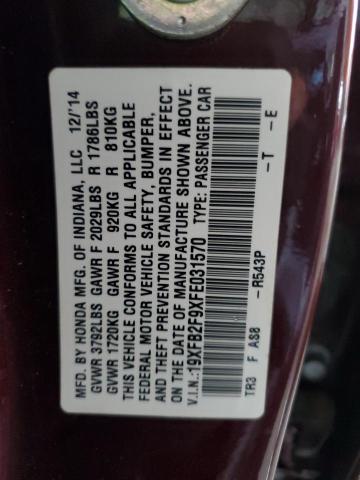 MFD. BY HONDA MFG. OF INDIANA, LLC 12/14
GVWR 3792LBS GAWR F 2029LBS R 1786LBS
GVWR 1720KG GAWR F 920KG R 810KG
THIS VEHICLE CONFORMS TO ALL APPLICABLE
FEDERAL MOTOR VEHICLE SAFETY, BUMPER,
AND THEFT PREVENTION STANDARDS IN EFFECT
ON THE DATE OF MANUFACTURE SHOWN ABOVE.
V.I.N.: 19XFB2F9XFE031570 TYPE: PASSENGER CAR
TR3 F AS8 -R543P -T -E